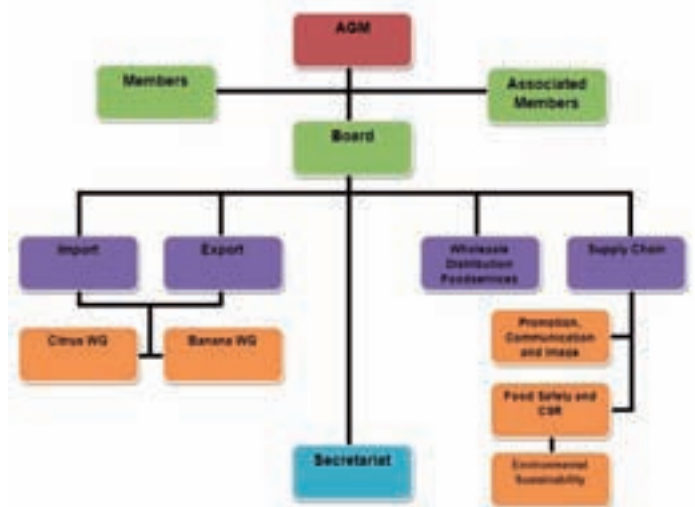 AGM
Members
Associated
Members
Board
Import
Export
Wholesale
Distribution
Foodservices
Supply Chain
Citrus WG
Banana WG
Promotion,
Communication
and Image
Food Safety and
CSR
Secretariat
Environmental
Sustainability